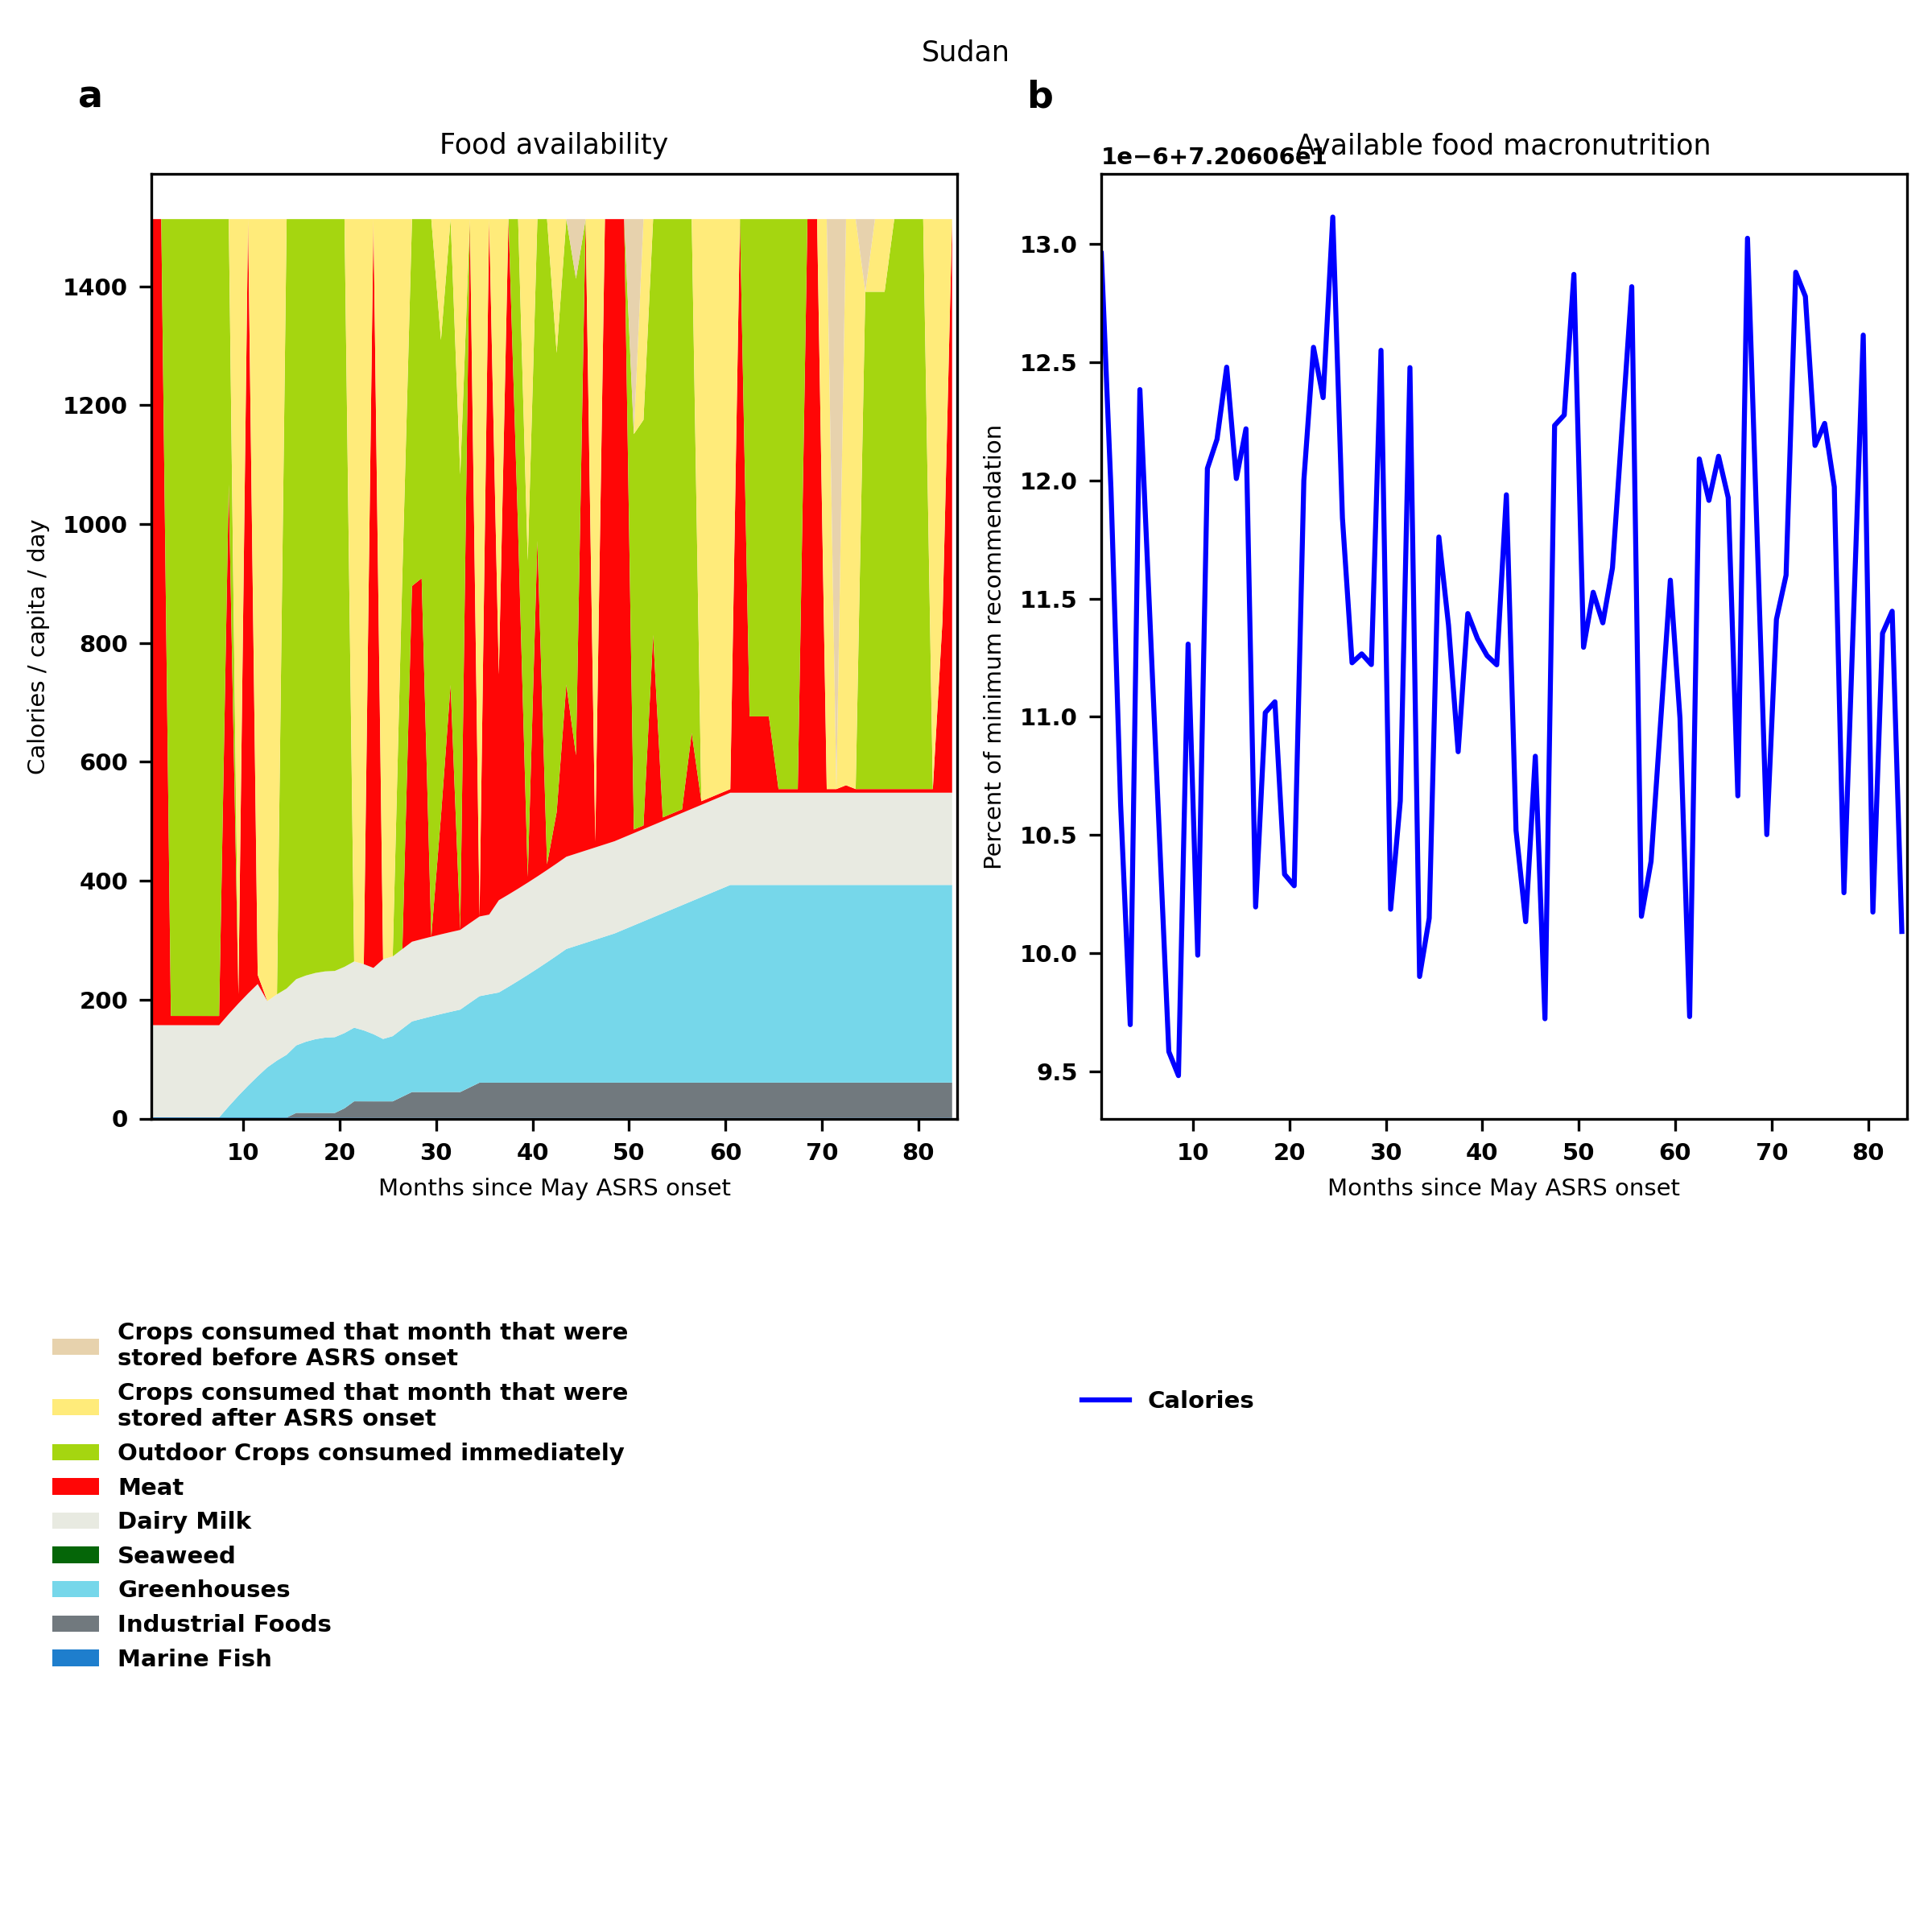 Sudan
a
Food availability
Calories / capita / day
1400
1200
1000
800
600
400
200
0
10 20 30 40 50 60 70 80
Months since May ASRS onset
b
Available food macronutrition
1e−6+7.20606e1
Percent of minimum recommendation
13.0
12.5
12.0
11.5
11.0
10.5
10.0
9.5
10 20 30 40 50 60 70 80
Months since May ASRS onset
Crops consumed that month that were
stored before ASRS onset
Crops consumed that month that were
stored after ASRS onset
Outdoor Crops consumed immediately
Meat
Dairy Milk
Seaweed
Greenhouses
Industrial Foods
Marine Fish
Calories